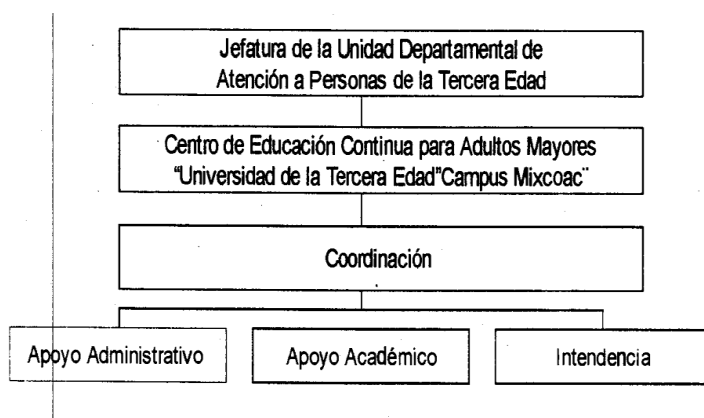 Jefatura de la Unidad Departamental de
Atención a Personas de la Tercera Edad
Centro de Educación Continua para Adultos Mayores
"Universidad de la Tercera Edad"Campus Mixcoac¨
Coordinación
Apoyo Administrativo
Apoyo Académico
Intendencia